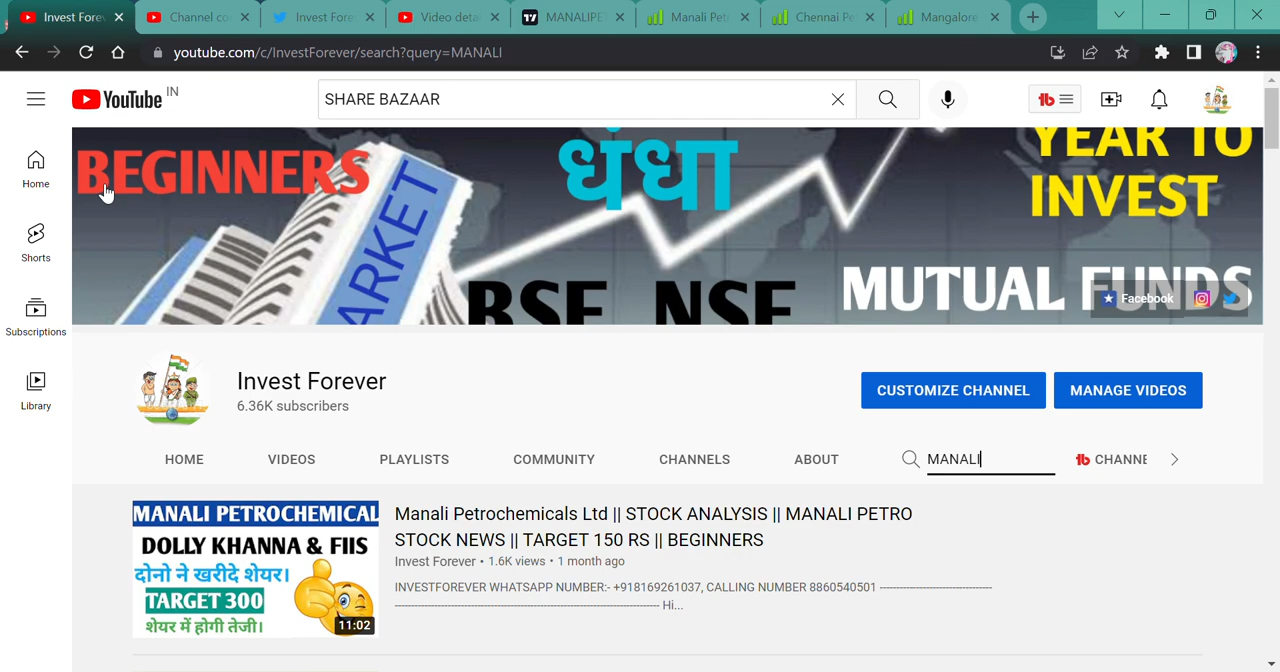 Invest Fore
Channel co
Invest Fore
Video deta
MANALIPE
Manali Pet
Chennai Pe
Mangalore
youtube.com/c/InvestForever/search?query=MANALI
YouTube IN
SHARE BAZAAR
Home
Shorts
Subscriptions
Library
BEGINNERS
MARKET
धंधा
BSE NSE
YEAR TO
INVEST
MUTUAL FUNDS
Facebook
Invest Forever
6.36K subscribers
CUSTOMIZE CHANNEL
MANAGE VIDEOS
HOME VIDEOS PLAYLISTS COMMUNITY CHANNELS ABOUT MANALI CHANNE
MANALI PETROCHEMICAL
DOLLY KHANNA & FIIS
दोनो ने खरीदे शेयर।
TARGET 300
शेयर में होगी तेजी।
11:02
Manali Petrochemicals Ltd || STOCK ANALYSIS || MANALI PETRO
STOCK NEWS || TARGET 150 RS || BEGINNERS
Invest Forever • 1.6K views • 1 month ago
INVESTFOREVER WHATSAPP NUMBER:- +918169261037, CALLING NUMBER 8860540501 ---------------------------------
--------------------------------------------------------------------------- Hi...